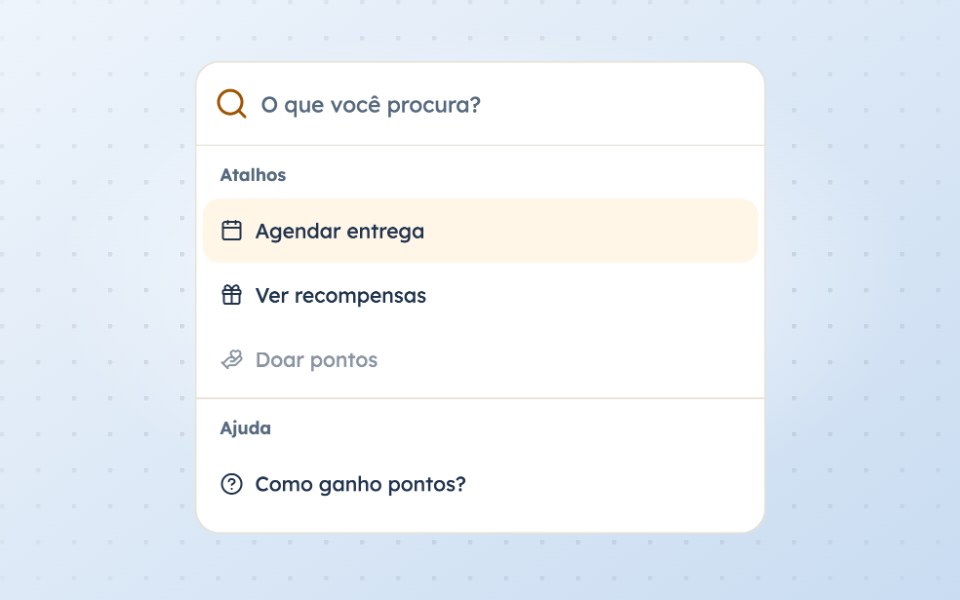 O que você procura?
Atalhos
Agendar entrega
Ver recompensas
Doar pontos
Ajuda
Como ganho pontos?